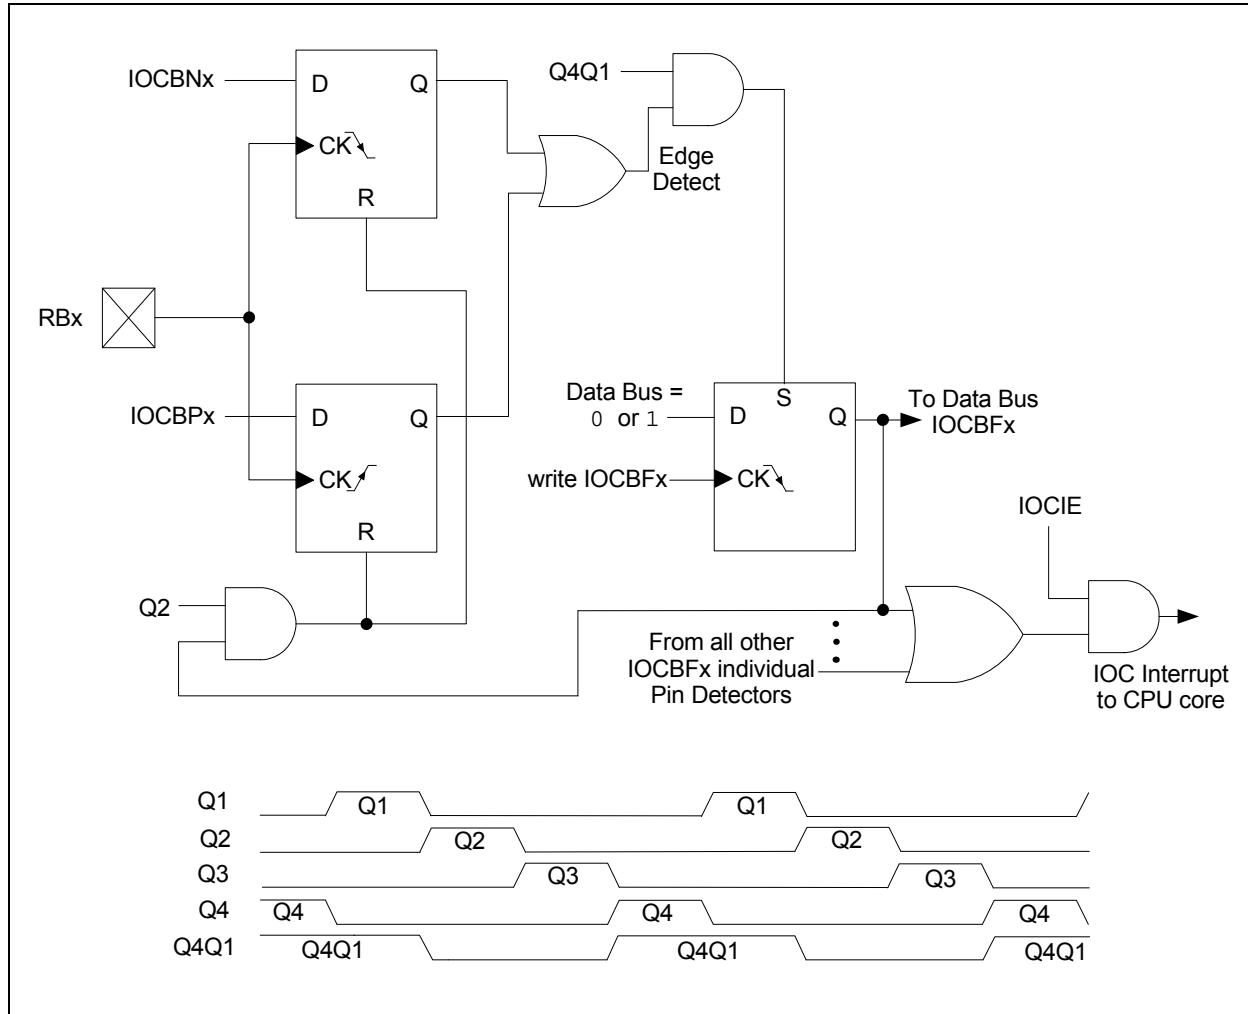 IOCBNx
D
Q
CK
R
Q4Q1
Edge
Detect
RBx
IOCBPx
D
Q
CK
R
Q2
Data Bus =
0 or 1
S
D
Q
write IOCBFx
CK
To Data Bus
IOCBFx
IOCIE
From all other
IOCBFx individual
Pin Detectors
IOC Interrupt
to CPU core
Q1 Q1 Q1
Q2 Q2 Q2
Q3 Q3 Q3
Q4 Q4 Q4 Q4
Q4Q1 Q4Q1 Q4Q1 Q4Q1